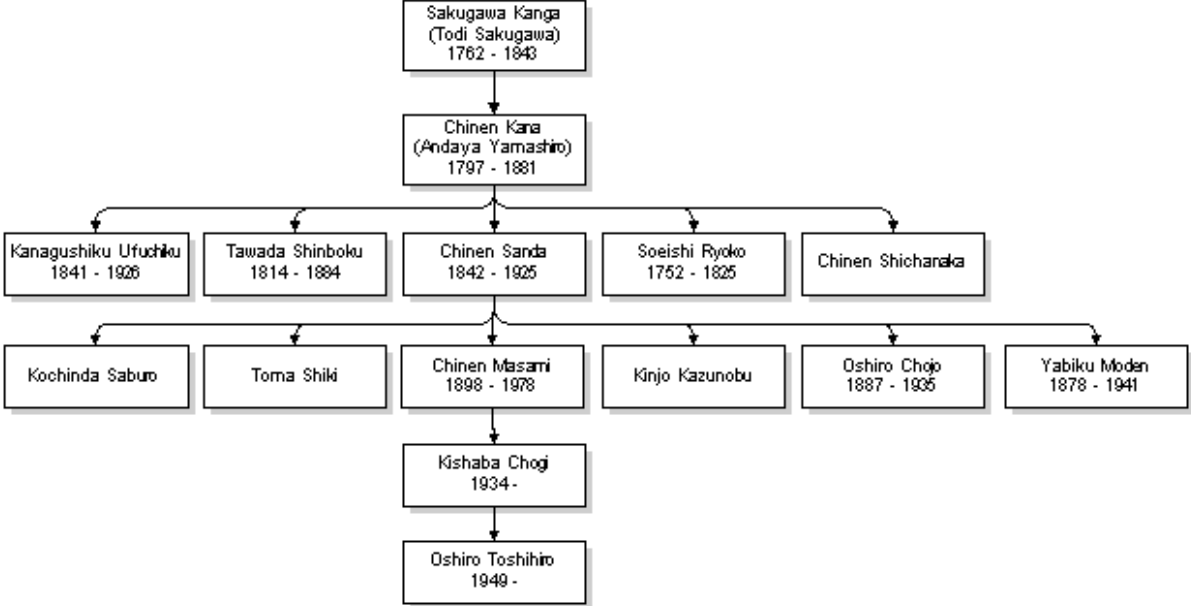 Sakugawa Kanga
(Todi Sakugawa)
1762 - 1843
Chinen Kana
(Andaya Yamashiro)
1797 - 1881
Kanagushiku Ufuchiku
1841 - 1926
Tawada Shinboku
1814 - 1884
Chinen Sanda
1842 - 1925
Soeishi Ryoko
1752 - 1825
Chinen Shichanaka
Kochinda Saburo
Toma Shiki
Chinen Masami
1898 - 1978
Kinjo Kazunobu
Oshiro Chojo
1887 - 1935
Yabiku Moden
1878 - 1941
Kishaba Chogi
1934 -
Oshiro Toshihiro
1949 -